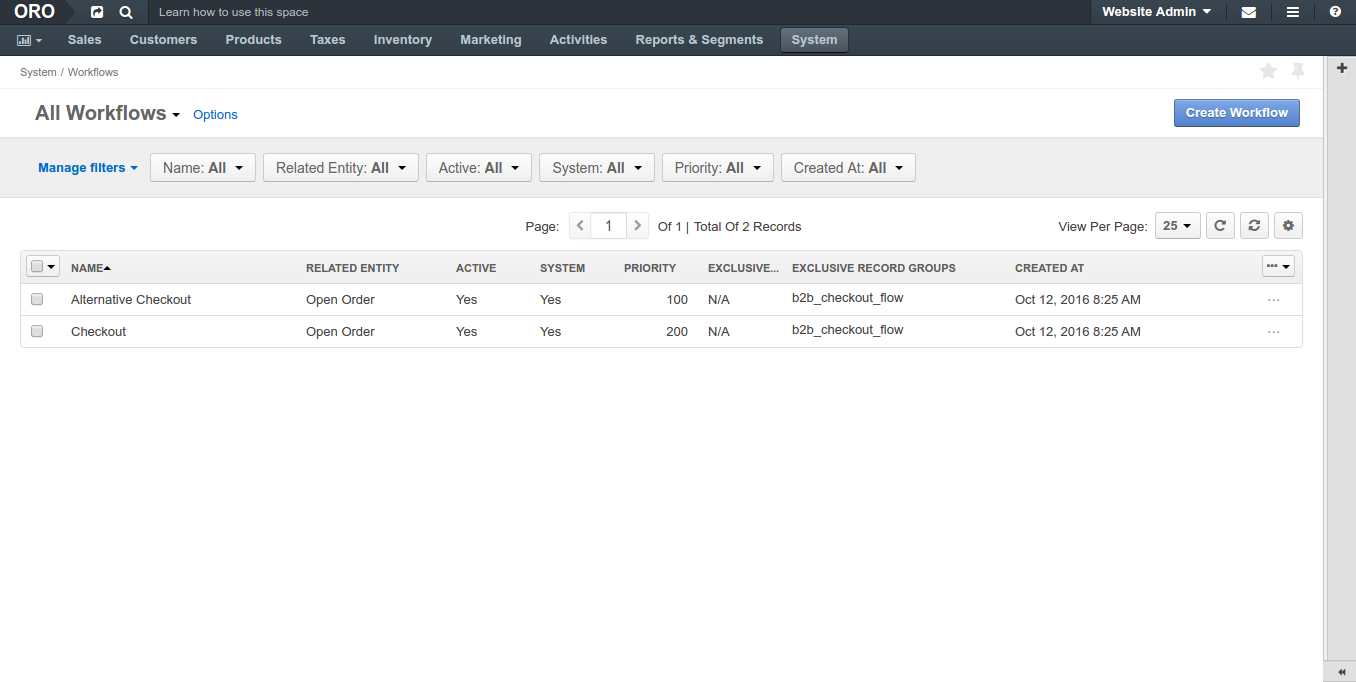 ORO Learn how to use this space Website Admin
Sales Customers Products Taxes Inventory Marketing Activities Reports & Segments System
System / Workflows
All Workflows Options Create Workflow
Manage filters Name: All Related Entity: All Active: All System: All Priority: All Created At: All
Page: 1 Of 1 | Total Of 2 Records View Per Page: 25
NAME RELATED ENTITY ACTIVE SYSTEM PRIORITY EXCLUSIVE... EXCLUSIVE RECORD GROUPS CREATED AT
Alternative Checkout Open Order Yes Yes 100 N/A b2b_checkout_flow Oct 12, 2016 8:25 AM
Checkout Open Order Yes Yes 200 N/A b2b_checkout_flow Oct 12, 2016 8:25 AM